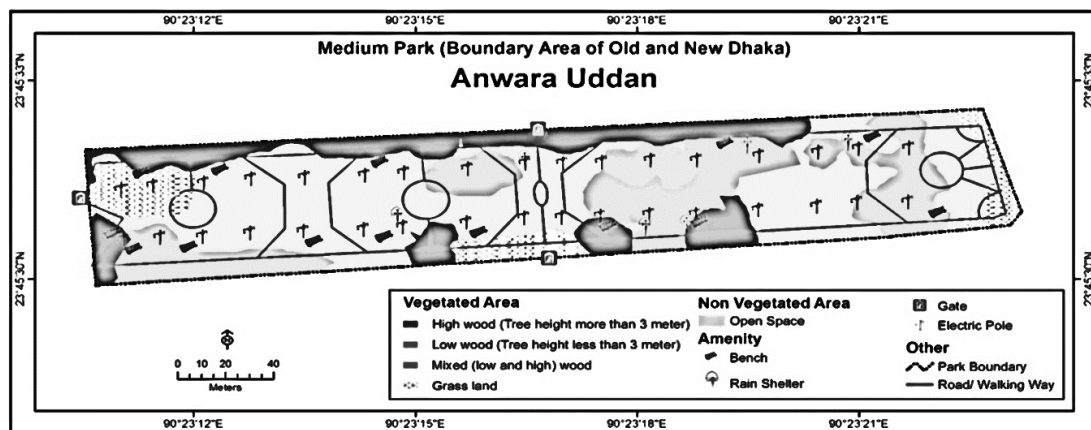 90°23'12"E 90°23'15"E 90°23'18"E 90°23'21"E
Medium Park (Boundary Area of Old and New Dhaka)
Anwara Uddan
23°45'33"N 23°45'33"N
23°45'30"N 23°45'30"N
Vegetated Area
High wood (Tree height more than 3 meter)
Low wood (Tree height less than 3 meter)
Mixed (low and high) wood
Grass land
Non Vegetated Area
Open Space
Amenity
Bench
Rain Shelter
Gate
Electric Pole
Other
Park Boundary
Road/ Walking Way
0 10 20 40
Meters
90°23'12"E 90°23'15"E 90°23'18"E 90°23'21"E